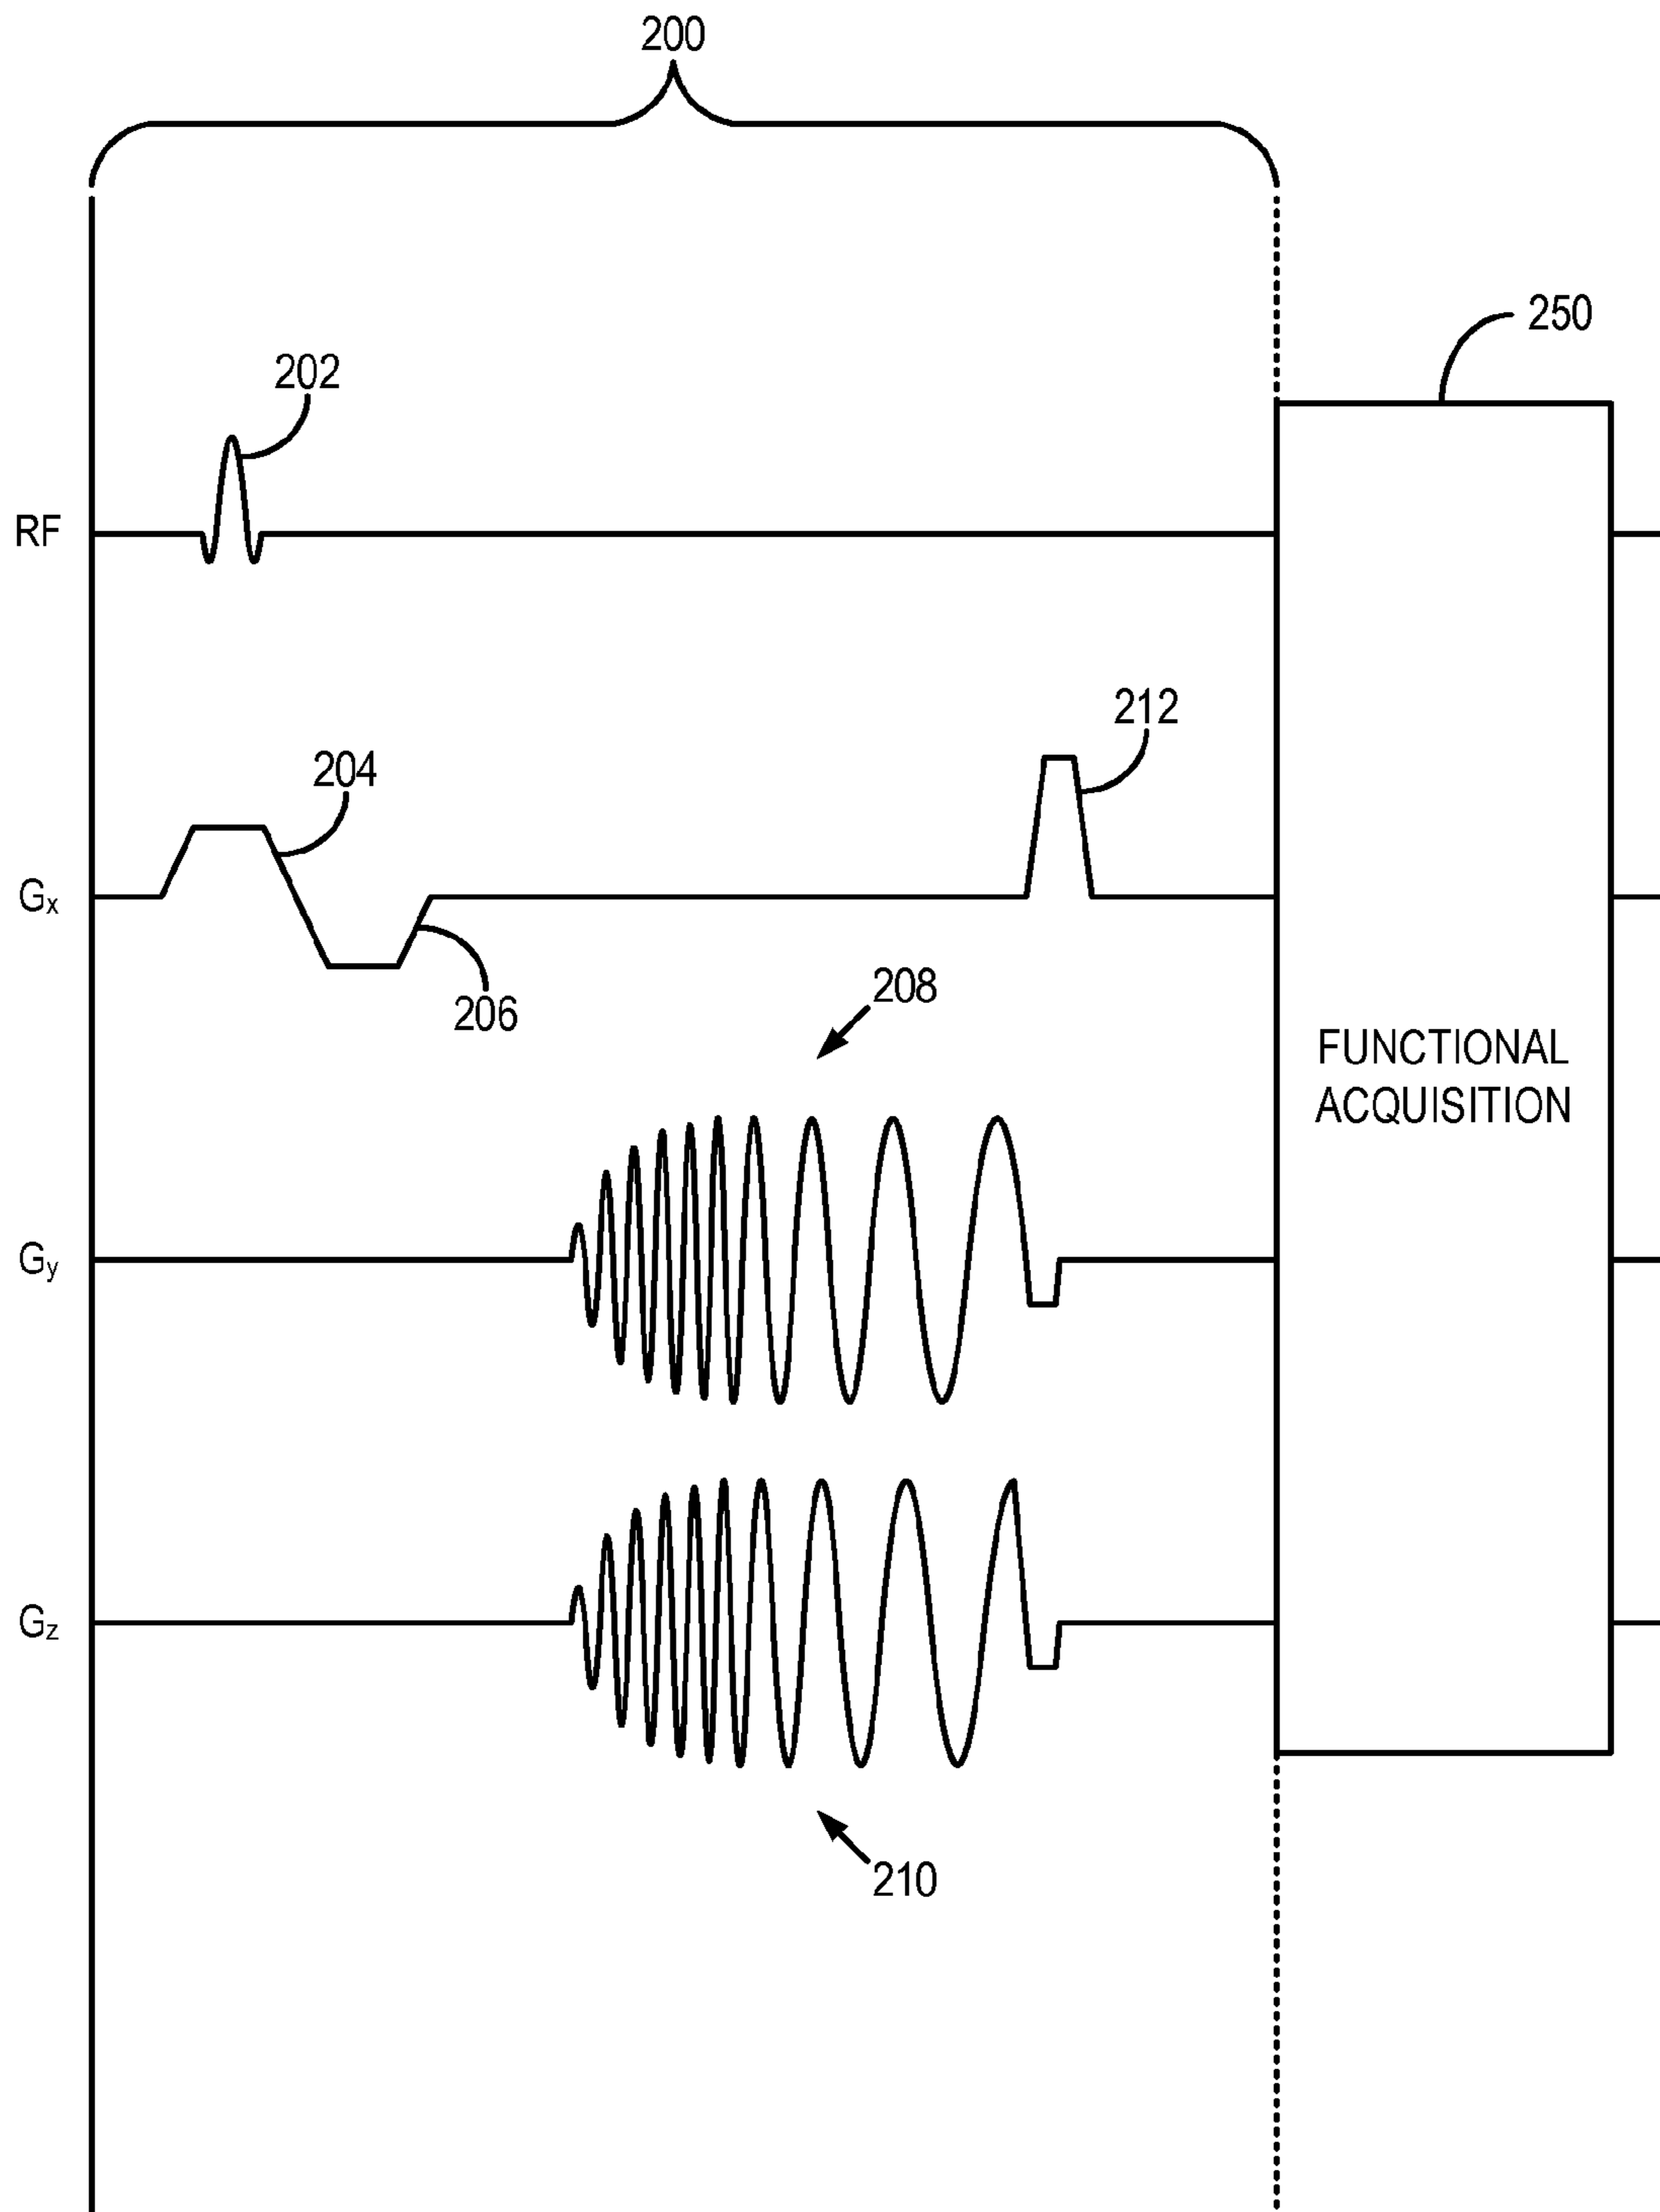 200
250
202
RF
212
204
Gx
208
206
FUNCTIONAL
ACQUISITION
Gy
Gz
210